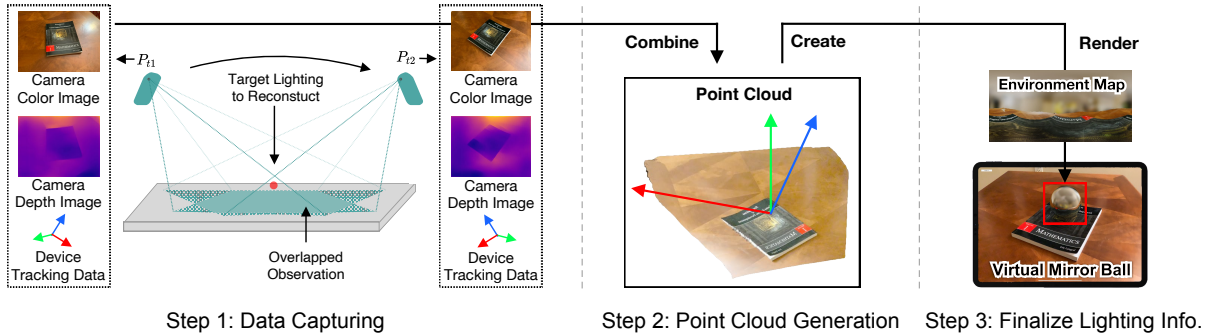 P_{t1}
Camera
Color Image
Camera
Depth Image
Device
Tracking Data
Target Lighting
to Reconstuct
Overlapped
Observation
P_{t2}
Camera
Color Image
Camera
Depth Image
Device
Tracking Data
Step 1: Data Capturing
Combine
Create
Point Cloud
MATHEMATICS
Step 2: Point Cloud Generation
Render
Environment Map
MATHEMATICS
Virtual Mirror Ball
Step 3: Finalize Lighting Info.